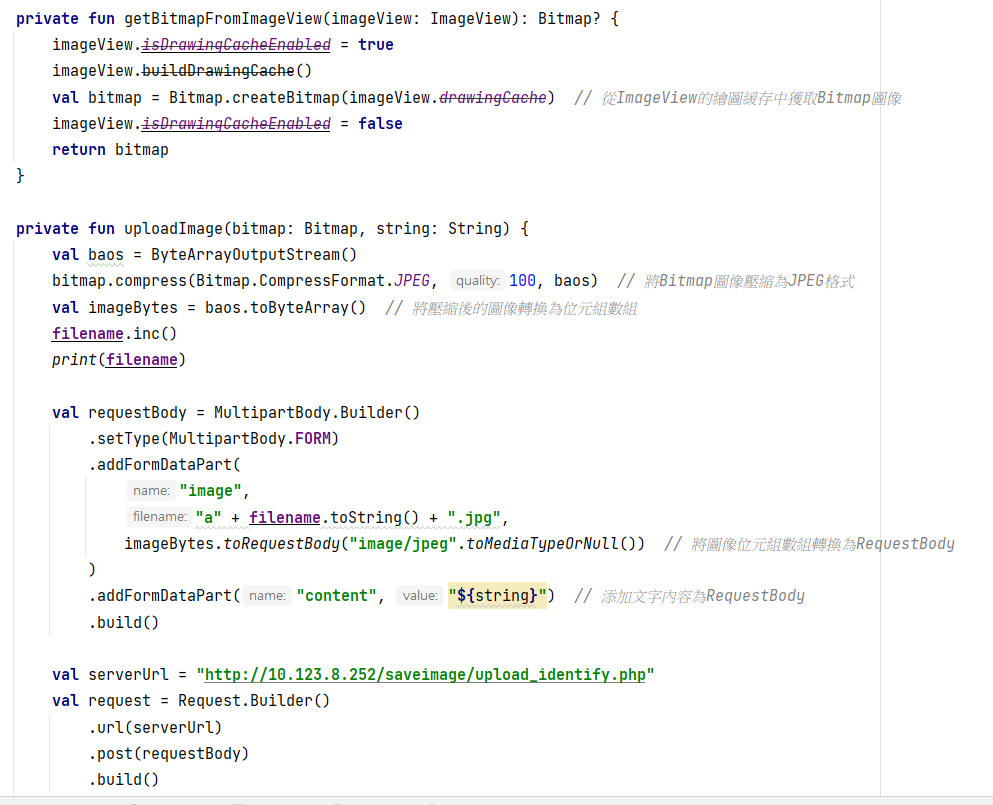 private fun getBitmapFromImageView(imageView: ImageView): Bitmap? {
imageView.isDrawingCacheEnabled = true
imageView.buildDrawingCache()
val bitmap = Bitmap.createBitmap(imageView.drawingCache)  // 從ImageView的繪圖緩存中獲取Bitmap圖像
imageView.isDrawingCacheEnabled = false
return bitmap
}
private fun uploadImage(bitmap: Bitmap, string: String) {
val baos = ByteArrayOutputStream()
bitmap.compress(Bitmap.CompressFormat.JPEG, quality: 100, baos)  // 將Bitmap圖像壓縮為JPEG格式
val imageBytes = baos.toByteArray()  // 將壓縮後的圖像轉換為位元組數組
filename.inc()
print(filename)
val requestBody = MultipartBody.Builder()
.setType(MultipartBody.FORM)
.addFormDataPart(
name: "image",
filename: "a" + filename.toString() + ".jpg",
imageBytes.toRequestBody("image/jpeg".toMediaTypeOrNull())  // 將圖像位元組數組轉換為RequestBody
)
.addFormDataPart( name: "content", value: "${string}")  // 添加文字內容為RequestBody
.build()
val serverUrl = "http://10.123.8.252/saveimage/upload_identify.php"
val request = Request.Builder()
.url(serverUrl)
.post(requestBody)
.build()